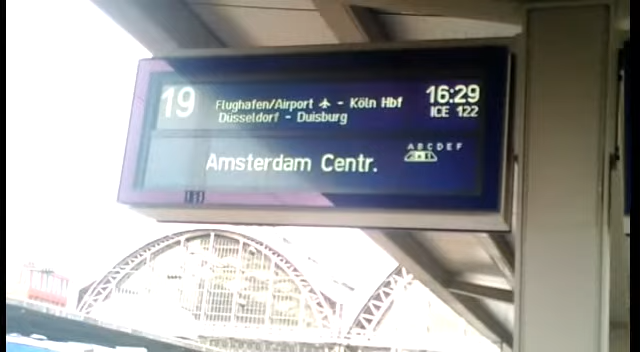 19
Flughafen/Airport ✈ - Köln Hbf
Düsseldorf - Duisburg
16:29
ICE 122
Amsterdam Centr.
A B C D E F